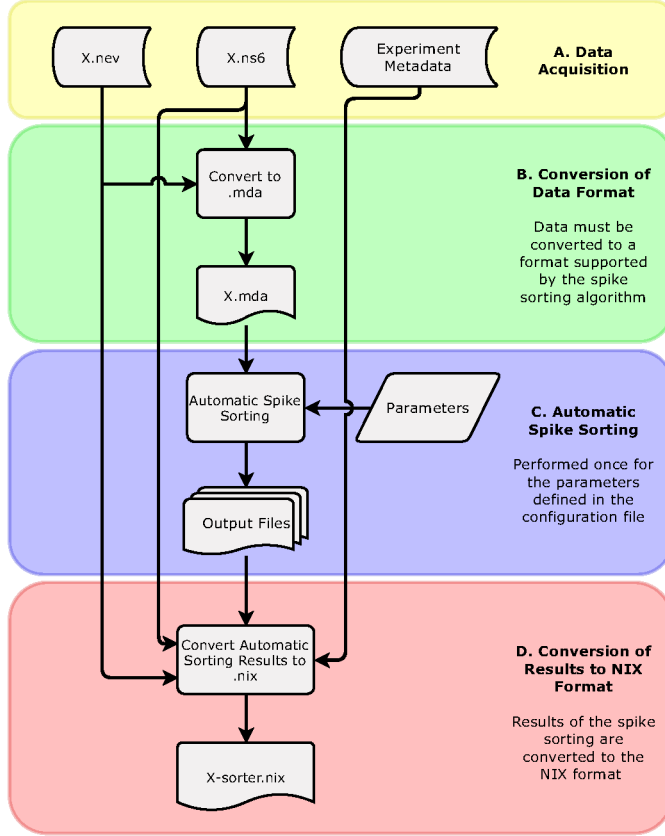 X.nev
X.ns6
Experiment
Metadata
A. Data
Acquisition
Convert to
.mda
B. Conversion of
Data Format
Data must be
converted to a
format supported
by the spike
sorting algorithm
X.mda
Automatic Spike
Sorting
Parameters
C. Automatic
Spike Sorting
Performed once for
the parameters
defined in the
configuration file
Output Files
Convert Automatic
Sorting Results to
.nix
D. Conversion of
Results to NIX
Format
Results of the spike
sorting are
converted to the
NIX format
X-sorter.nix